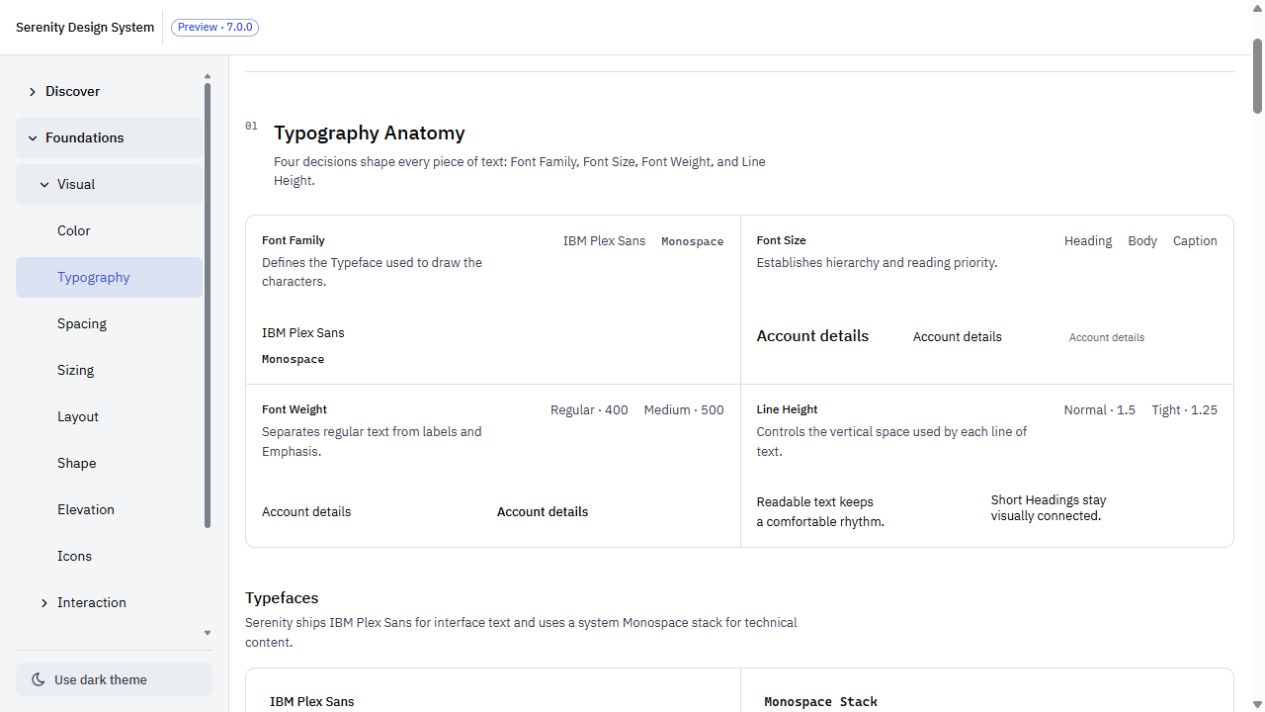 Serenity Design System
Preview · 7.0.0
Discover
Foundations
Visual
Color
Typography
Spacing
Sizing
Layout
Shape
Elevation
Icons
Interaction
Use dark theme
01
Typography Anatomy
Four decisions shape every piece of text: Font Family, Font Size, Font Weight, and Line
Height.
Font Family
IBM Plex Sans Monospace
Defines the Typeface used to draw the
characters.
IBM Plex Sans
Monospace
Font Size
Heading Body Caption
Establishes hierarchy and reading priority.
Account details Account details Account details
Font Weight
Regular · 400 Medium · 500
Separates regular text from labels and
Emphasis.
Account details Account details
Line Height
Normal · 1.5 Tight · 1.25
Controls the vertical space used by each line of
text.
Readable text keeps
a comfortable rhythm.
Short Headings stay
visually connected.
Typefaces
Serenity ships IBM Plex Sans for interface text and uses a system Monospace stack for technical
content.
IBM Plex Sans
Monospace Stack